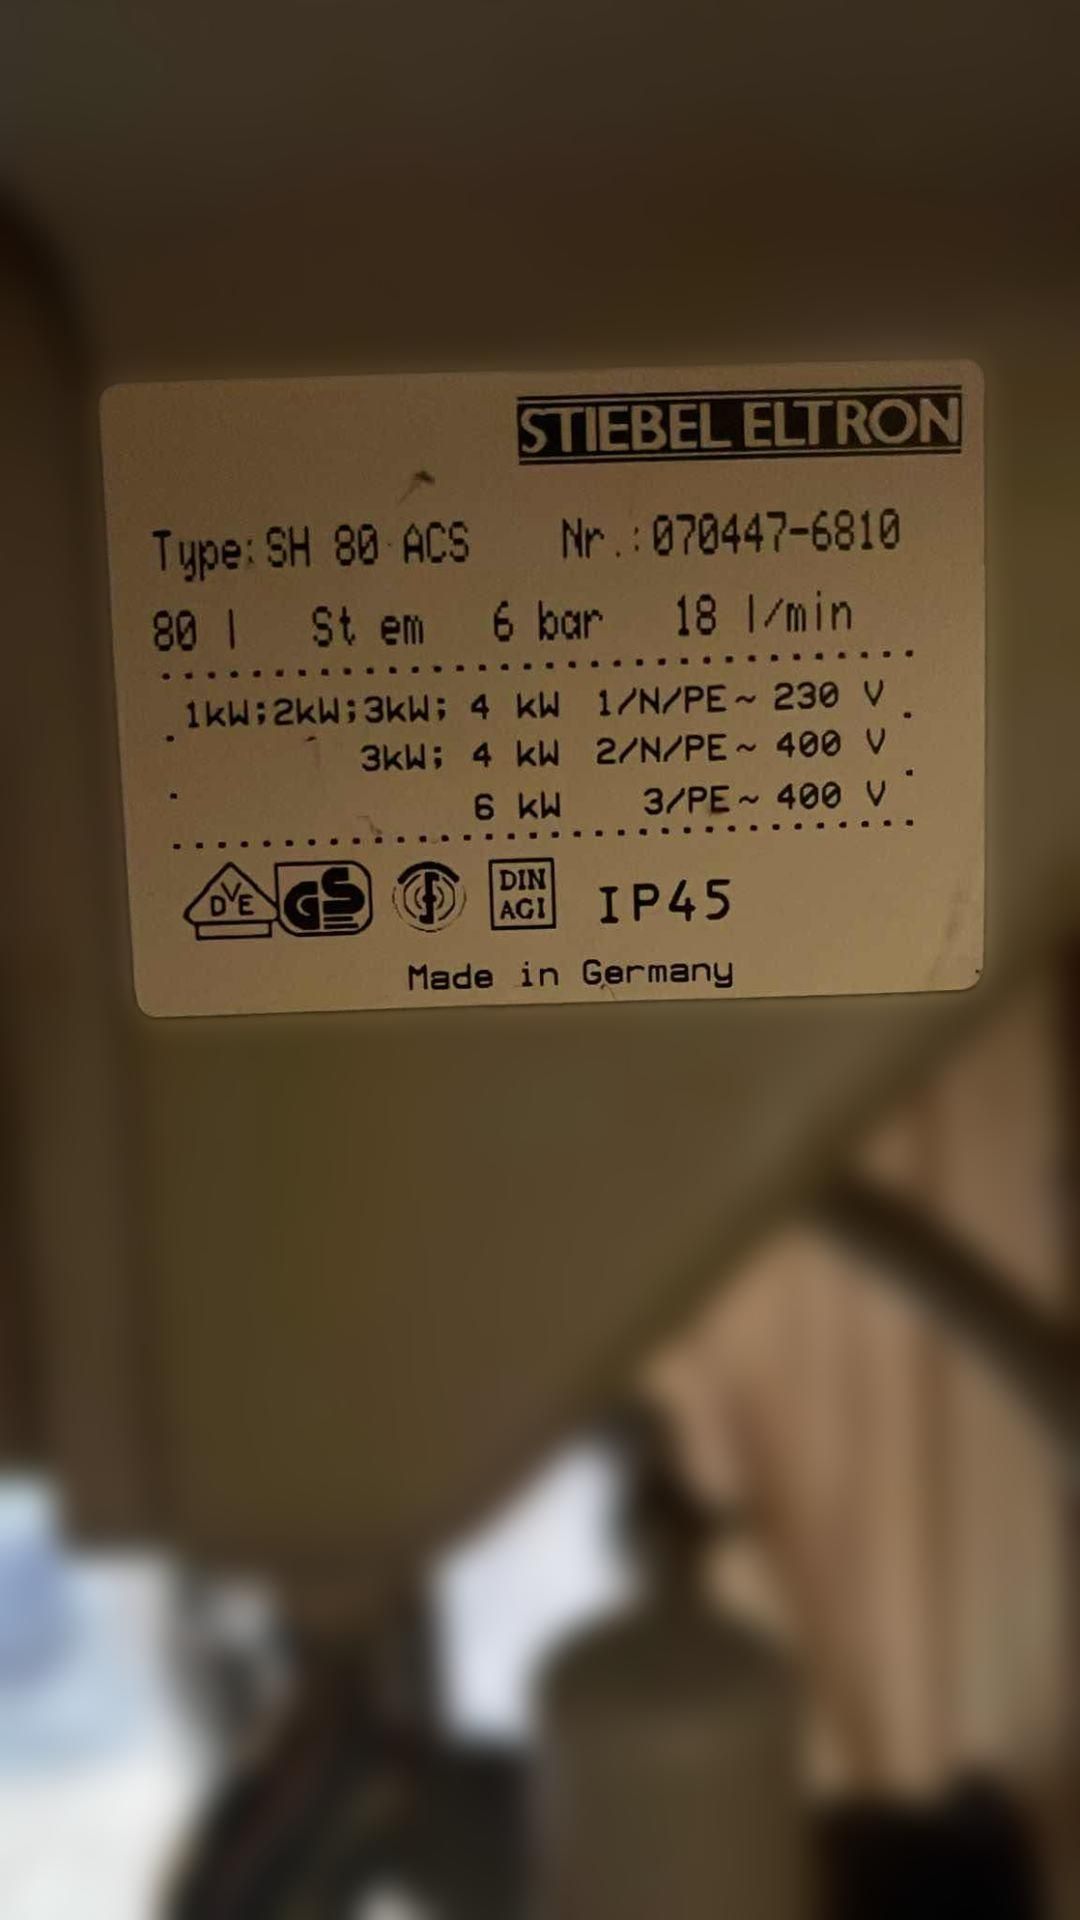 STIEBEL ELTRON
Type: SH 80 ACS Nr.: 070447-6810
80 l St em 6 bar 18 l/min
1kW; 2kW; 3kW; 4 kW 1/N/PE ~ 230 V
3kW; 4 kW 2/N/PE ~ 400 V
6 kW 3/PE ~ 400 V
DVE GS DIN AGI IP45
Made in Germany